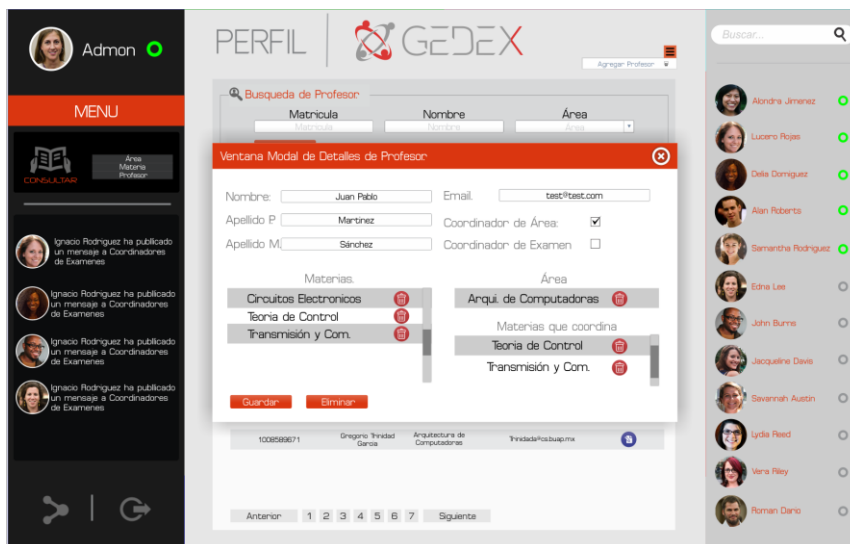 Admon
MENU
CONSULTAR
Área
Materia
Profesor
Ignacio Rodriguez ha publicado
un mensaje a Coordinadores
de Examenes
Ignacio Rodriguez ha publicado
un mensaje a Coordinadores
de Examenes
Ignacio Rodriguez ha publicado
un mensaje a Coordinadores
de Examenes
Ignacio Rodriguez ha publicado
un mensaje a Coordinadores
de Examenes
PERFIL
GEDEX
Agregar Profesor
Busqueda de Profesor
Matricula Nombre Área
Matricula Nombre Área
Ventana Modal de Detalles de Profesor
Nombre: Juan Pablo
Apellido P Martinez
Apellido M. Sánchez
Email. test@test.com
Coordinador de Área:
Coordinador de Examen
Materias.
Circuitos Electronicos
Teoria de Control
Transmisión y Com.
Área
Arqui. de Computadoras
Materias que coordina
Teoria de Control
Transmisión y Com.
Guardar Eliminar
1008589671 Gregorio Trinidad Garcia Arquitectura de Computadoras Trinidada@cs.buap.mx
Anterior 1 2 3 4 5 6 7 Siguiente
Buscar...
Alondra Jimenez
Lucero Rojas
Delia Domiguez
Alan Roberts
Samantha Rodriguez
Edna Lee
John Burns
Jacqueline Davis
Savannah Austin
Lydia Reed
Vera Riley
Roman Dario